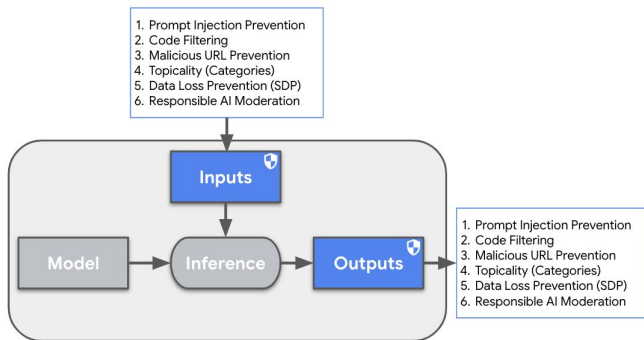 1. Prompt Injection Prevention
2. Code Filtering
3. Malicious URL Prevention
4. Topicality (Categories)
5. Data Loss Prevention (SDP)
6. Responsible AI Moderation
Inputs
Model
Inference
Outputs
1. Prompt Injection Prevention
2. Code Filtering
3. Malicious URL Prevention
4. Topicality (Categories)
5. Data Loss Prevention (SDP)
6. Responsible AI Moderation